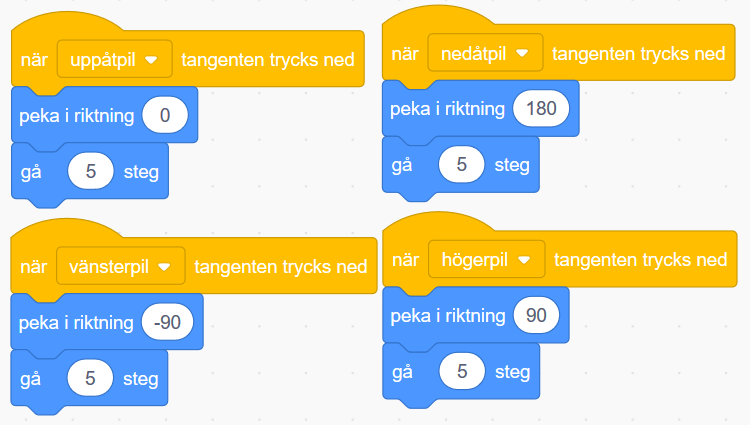 när uppåtpil tangenten trycks ned
peka i riktning 0
gå 5 steg
när nedåtpil tangenten trycks ned
peka i riktning 180
gå 5 steg
när vänsterpil tangenten trycks ned
peka i riktning -90
gå 5 steg
när högerpil tangenten trycks ned
peka i riktning 90
gå 5 steg